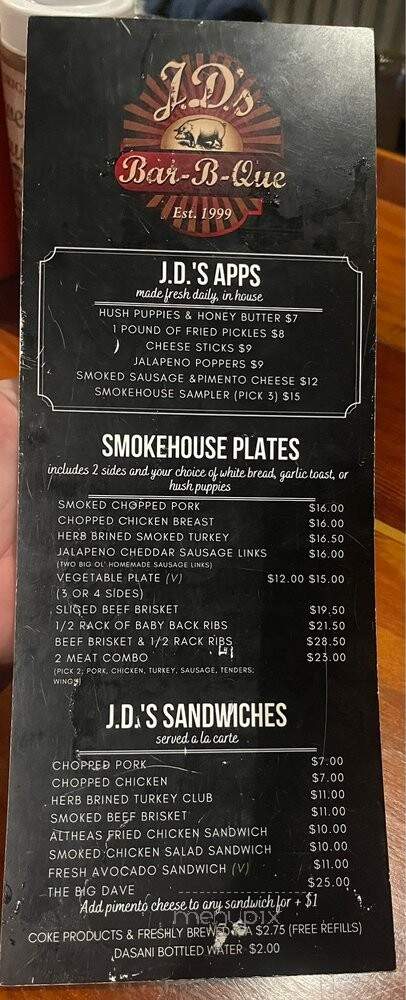 J.D.'s
Bar-B-Que
Est. 1999
J.D.'S APPS
made fresh daily, in house
HUSH PUPPIES & HONEY BUTTER $7
1 POUND OF FRIED PICKLES $8
CHEESE STICKS $9
JALAPENO POPPERS $9
SMOKED SAUSAGE &PIMENTO CHEESE $12
SMOKEHOUSE SAMPLER (PICK 3) $15
SMOKEHOUSE PLATES
includes 2 sides and your choice of white bread, garlic toast, or
hush puppies
SMOKED CHOPPED PORK $16.00
CHOPPED CHICKEN BREAST $16.00
HERB BRINED SMOKED TURKEY $16.50
JALAPENO CHEDDAR SAUSAGE LINKS $16.00
(TWO BIG OL' HOMEMADE SAUSAGE LINKS)
VEGETABLE PLATE (V) $12.00 $15.00
(3 OR 4 SIDES)
SLICED BEEF BRISKET $19.50
1/2 RACK OF BABY BACK RIBS $21.50
BEEF BRISKET & 1/2 RACK RIBS $28.50
2 MEAT COMBO $23.00
(PICK 2; PORK, CHICKEN, TURKEY, SAUSAGE, TENDERS,
WINGS)
J.D.'S SANDWICHES
served a la carte
CHOPPED PORK $7.00
CHOPPED CHICKEN $7.00
HERB BRINED TURKEY CLUB $11.00
SMOKED BEEF BRISKET $11.00
ALTHEAS FRIED CHICKEN SANDWICH $10.00
SMOKED CHICKEN SALAD SANDWICH $10.00
FRESH AVOCADO SANDWICH (V) $11.00
THE BIG DAVE $25.00
Add pimento cheese to any sandwich for + $1
menupix
COKE PRODUCTS & FRESHLY BREWED TEA $2.75 (FREE REFILLS)
DASANI BOTTLED WATER $2.00